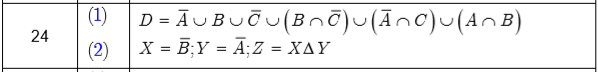 24
(1) D = A̅ ∪ B ∪ C̅ ∪ (B ∩ C̅) ∪ (A̅ ∩ C) ∪ (A ∩ B)
(2) X = B̅; Y = A̅; Z = XΔY